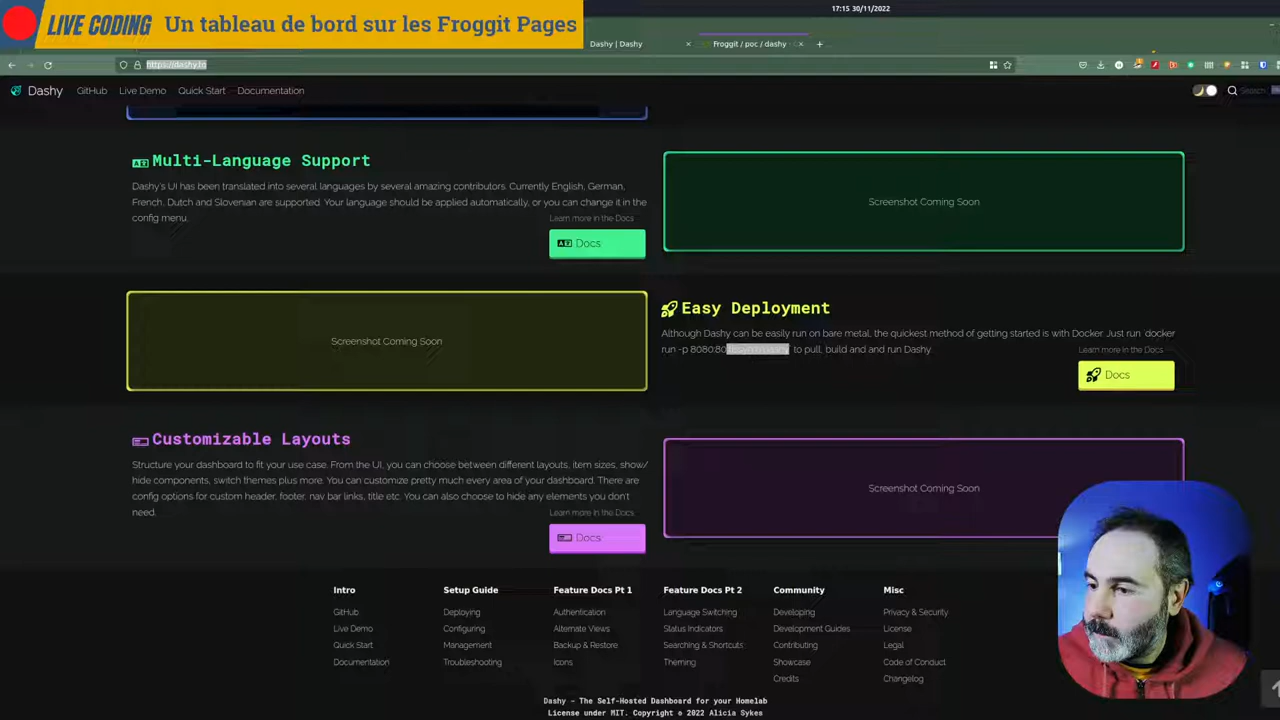 LIVE CODING Un tableau de bord sur les Froggit Pages
17:15 30/11/2022
Dashy | Dashy
Froggit / poc / dashy
https://dashy.to
Dashy GitHub Live Demo Quick Start Documentation
Search
Multi-Language Support
Dashy's UI has been translated into several languages by several amazing contributors. Currently English, German,
French, Dutch and Slovenian are supported. Your language should be applied automatically, or you can change it in the
config menu.
Learn more in the Docs
Docs
Screenshot Coming Soon
Screenshot Coming Soon
Easy Deployment
Although Dashy can be easily run on bare metal, the quickest method of getting started is with Docker. Just run `docker
run -p 8080:80 to pull, build and and run Dashy.
Learn more in the Docs
Docs
Customizable Layouts
Structure your dashboard to fit your use case. From the UI, you can choose between different layouts, item sizes, show/
hide components, switch themes plus more. You can customize pretty much every area of your dashboard. There are
config options for custom header, footer, nav bar links, title etc. You can also choose to hide any elements you don't
need.
Learn more in the Docs
Docs
Screenshot Coming Soon
Intro
GitHub
Live Demo
Quick Start
Documentation
Setup Guide
Deploying
Configuring
Management
Troubleshooting
Feature Docs Pt 1
Authentication
Alternate Views
Backup & Restore
Icons
Feature Docs Pt 2
Language Switching
Status Indicators
Searching & Shortcuts
Theming
Community
Developing
Development Guides
Contributing
Showcase
Credits
Misc
Privacy & Security
License
Legal
Code of Conduct
Changelog
Dashy - The Self-Hosted Dashboard for your Homelab
License under MIT. Copyright © 2022 Alicia Sykes